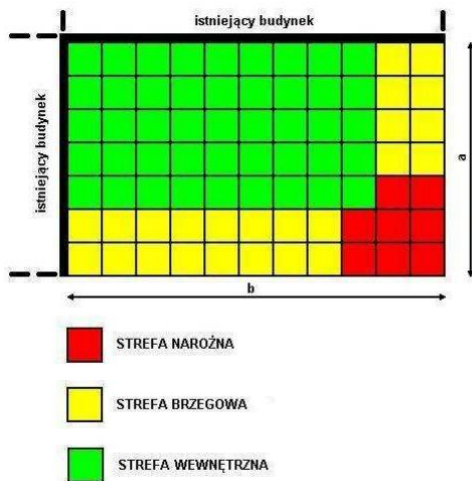 istniejący budynek
istniejący budynek
a
b
STREFA NAROŻNA
STREFA BRZEGOWA
STREFA WEWNĘTRZNA